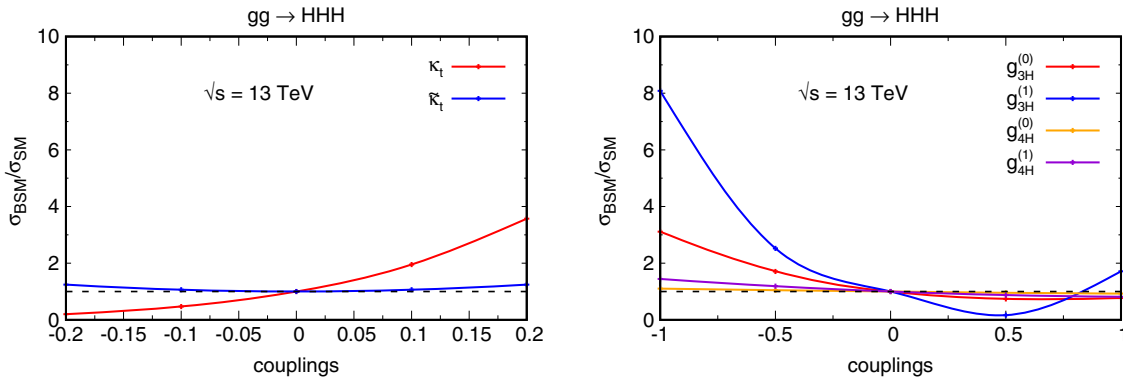 gg → HHH
σBSM/σSM
10
8
6
4
2
0
√s = 13 TeV
κt
κ̃t
-0.2 -0.15 -0.1 -0.05 0 0.05 0.1 0.15 0.2
couplings
gg → HHH
σBSM/σSM
10
8
6
4
2
0
√s = 13 TeV
g3H(0)
g3H(1)
g4H(0)
g4H(1)
-1 -0.5 0 0.5 1
couplings